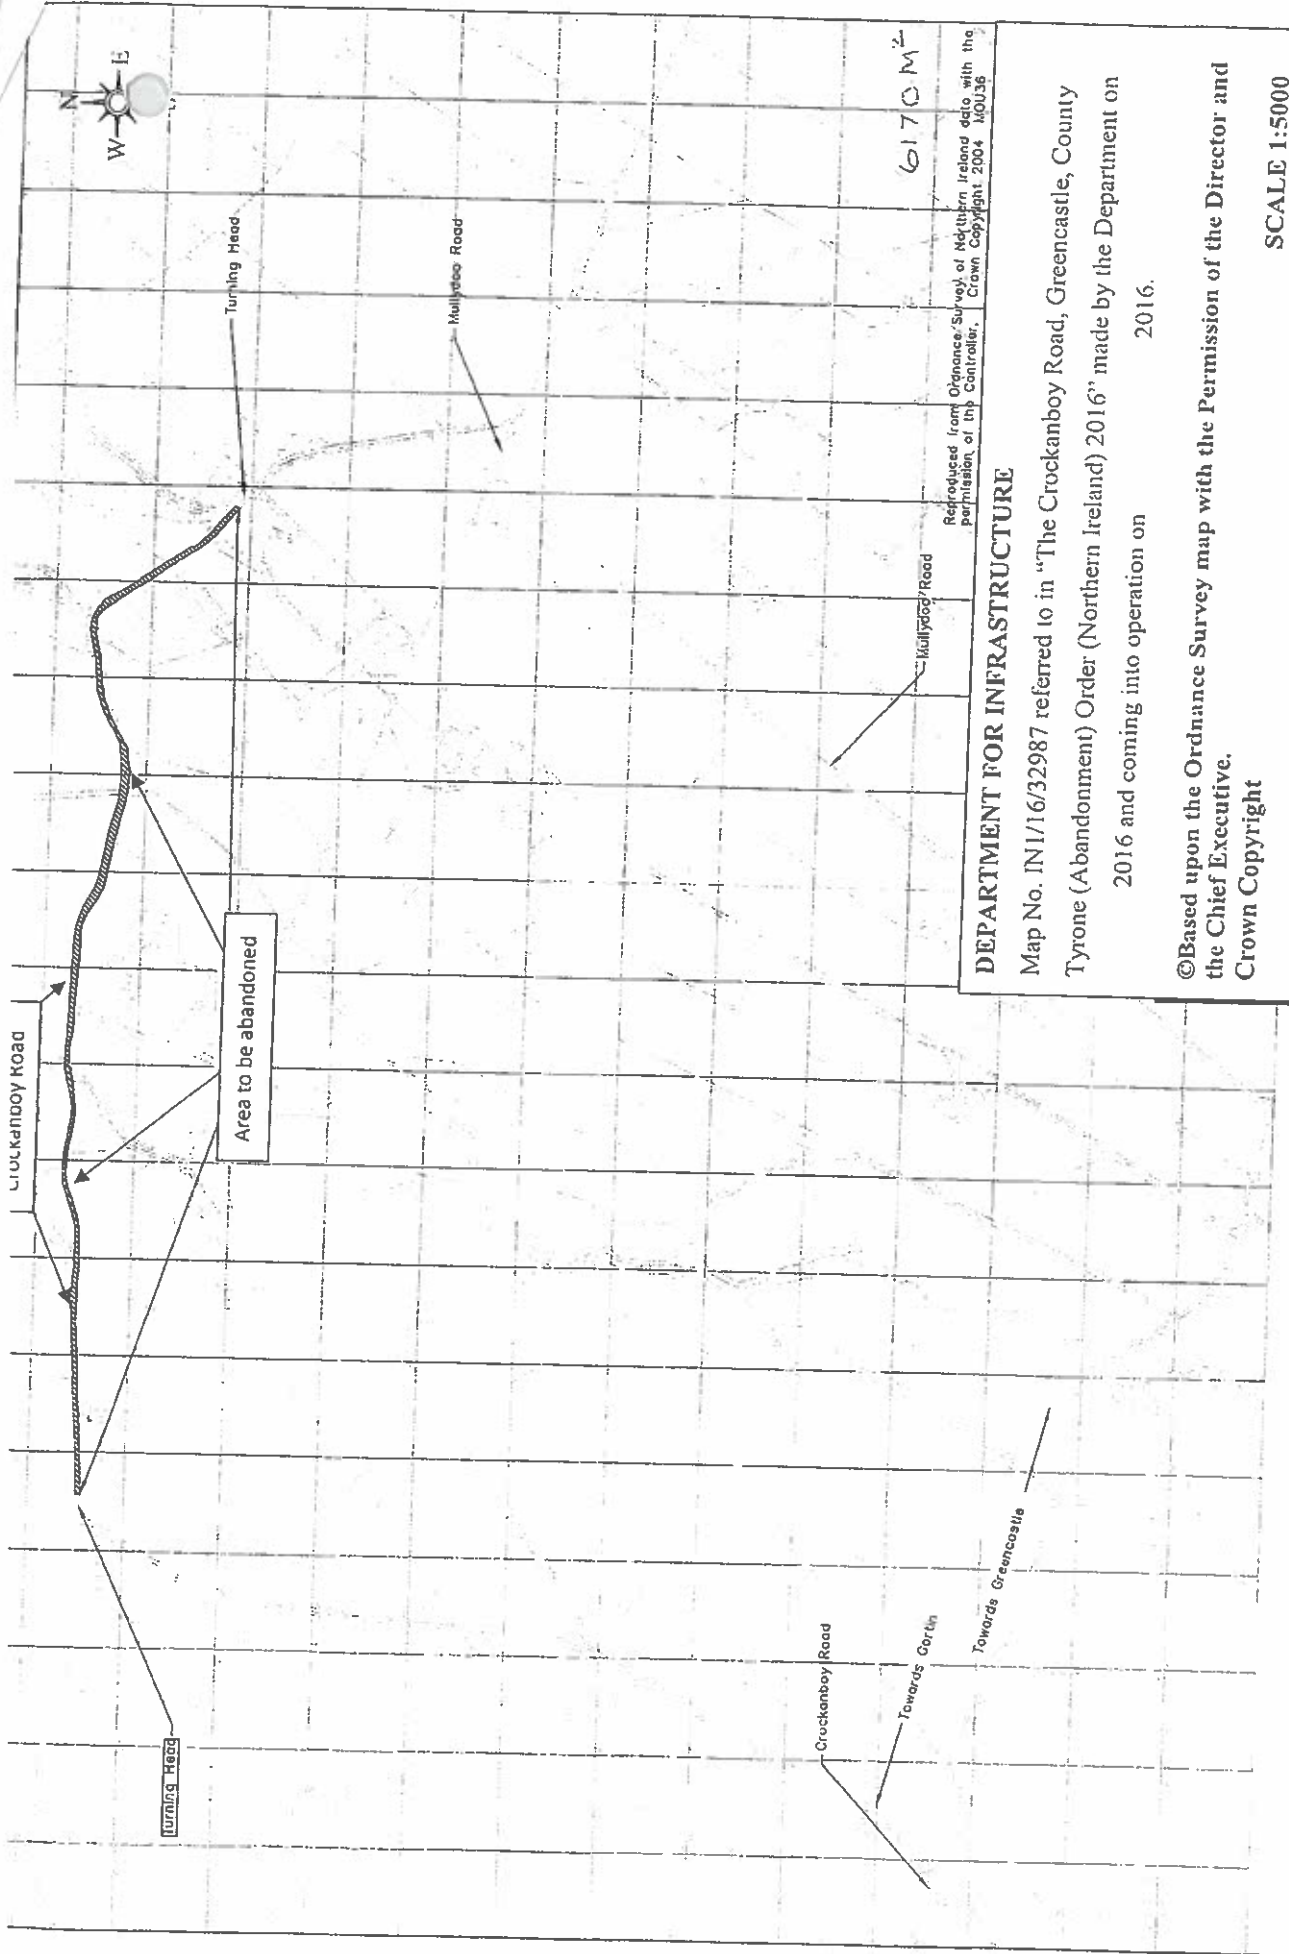 Crockanboy Road
Turning Head
Area to be abandoned
N
W
E
Turning Head
Mullydoo Road
Mullydoo Road
Crockanboy Road
Towards Gortin
Towards Greencastle
6170 M²
Reproduced from Ordnance Survey of Northern Ireland data with the
permission of the Controller, Crown Copyright 2004 MOU36
DEPARTMENT FOR INFRASTRUCTURE
Map No. IN1/16/32987 referred to in "The Crockanboy Road, Greencastle, County
Tyrone (Abandonment) Order (Northern Ireland) 2016" made by the Department on
2016 and coming into operation on 2016.
©Based upon the Ordnance Survey map with the Permission of the Director and
the Chief Executive.
Crown Copyright
SCALE 1:5000